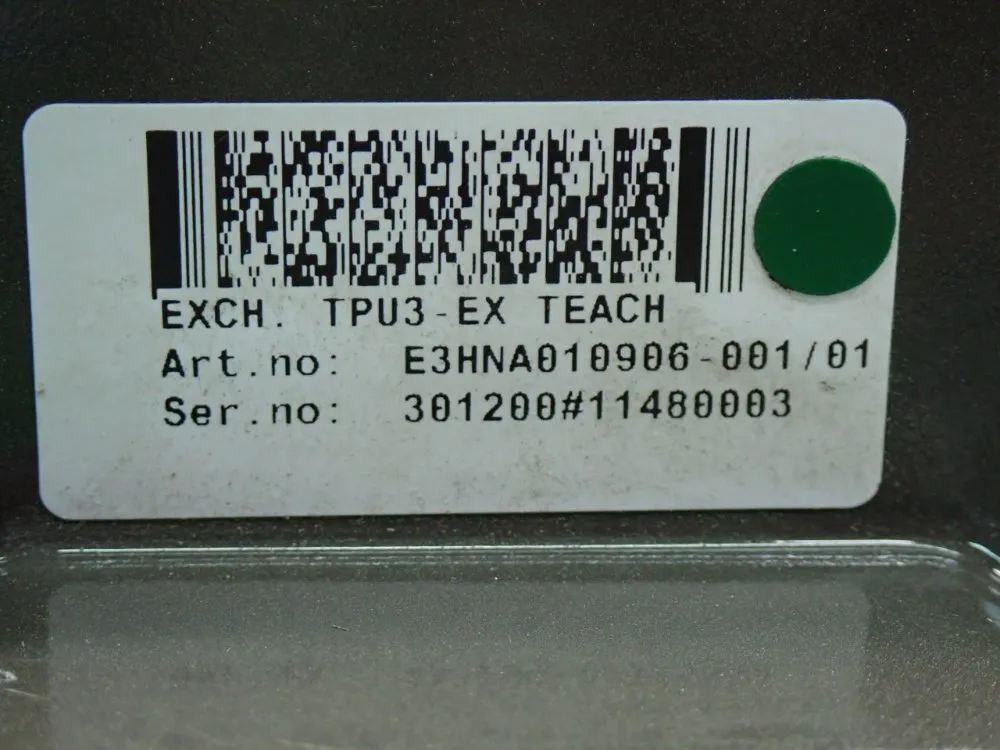 EXCH. TPU3-EX TEACH
Art.no: E3HNA010906-001/01
Ser.no: 301200#11480003